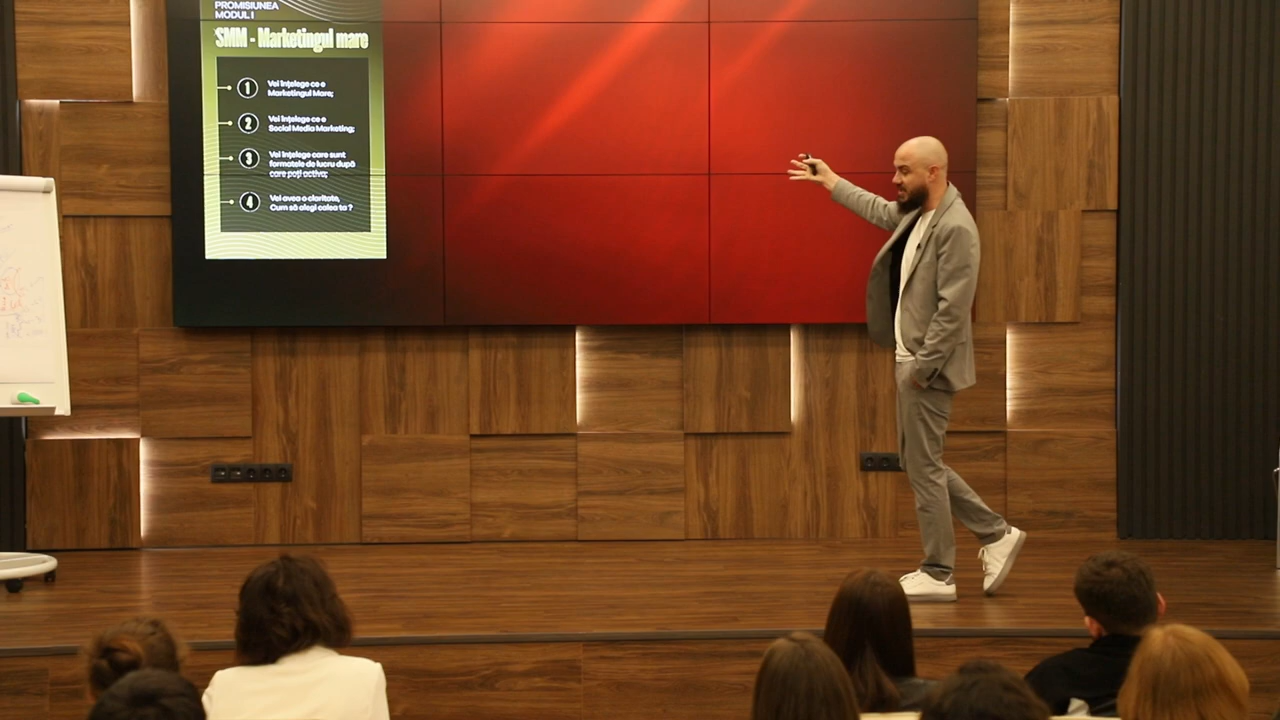 PROMISIUNEA
MODUL I
SMM - Marketingul mare
1
Vei înțelege ce e
Marketingul Mare;
2
Vei înțelege ce e
Social Media Marketing;
3
Vei înțelege care sunt
formatele de lucru după
care poți activa;
4
Vei avea o claritate,
Cum să alegi calea ta ?